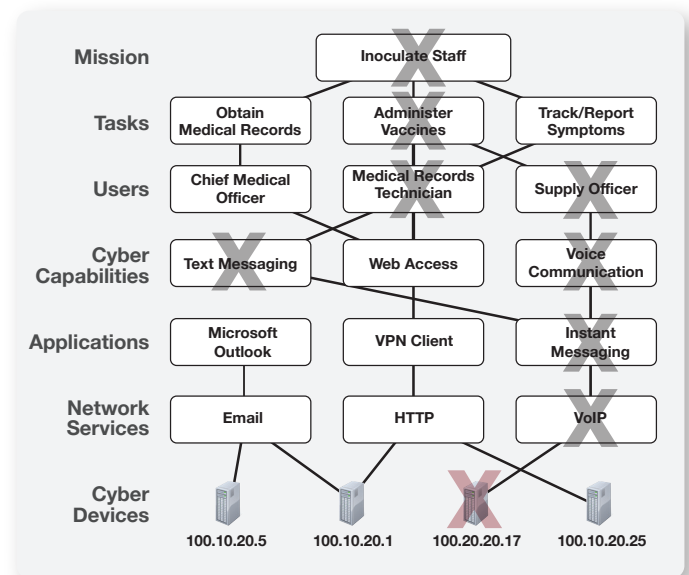 Mission
Inoculate Staff
Tasks
Obtain
Medical Records
Administer
Vaccines
Track/Report
Symptoms
Users
Chief Medical
Officer
Medical Records
Technician
Supply Officer
Cyber
Capabilities
Text Messaging
Web Access
Voice
Communication
Applications
Microsoft
Outlook
VPN Client
Instant
Messaging
Network
Services
Email
HTTP
VoIP
Cyber
Devices
100.10.20.5
100.10.20.1
100.20.20.17
100.10.20.25